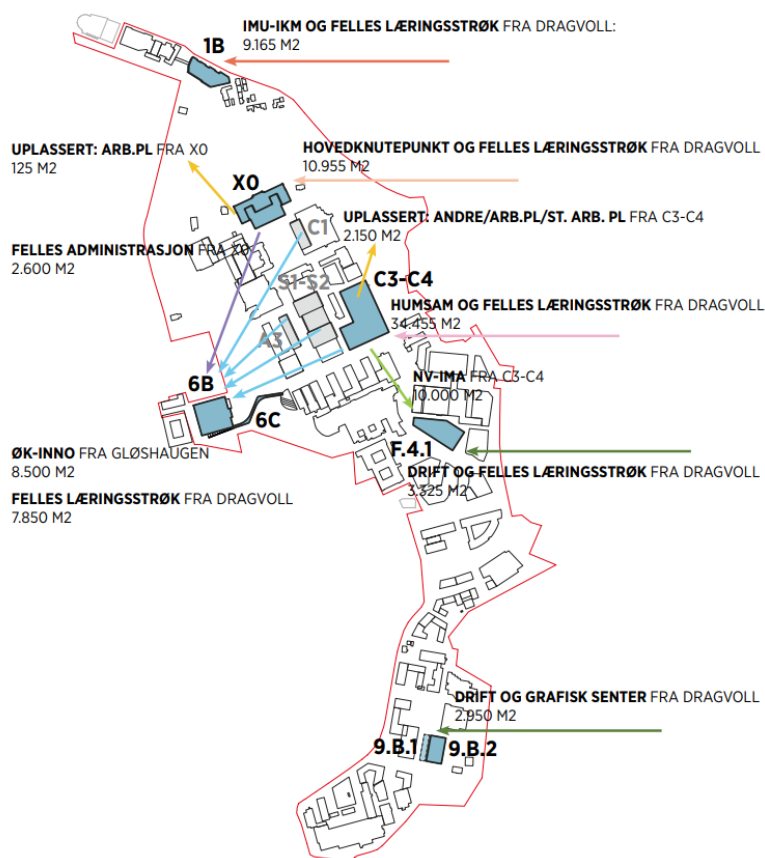 IMU-IKM OG FELLES LÆRINGSSTRØK FRA DRAGVOLL:
9.165 M2
1B
UPLASSERT: ARB.PL FRA X0
125 M2
HOVEDKNUTEPUNKT OG FELLES LÆRINGSSTRØK FRA DRAGVOLL
10.955 M2
X0
UPLASSERT: ANDRE/ARB.PL/ST. ARB. PL FRA C3-C4
2.150 M2
C1
FELLES ADMINISTRASJON FRA X0
2.600 M2
S1-S2
C3-C4
HUMSAM OG FELLES LÆRINGSSTRØK FRA DRAGVOLL
34.455 M2
A3
NV-IMA FRA C3-C4
10.000 M2
6B
6C
F.4.1
ØK-INNO FRA GLØSHAUGEN
8.500 M2
DRIFT OG FELLES LÆRINGSSTRØK FRA DRAGVOLL
3.325 M2
FELLES LÆRINGSSTRØK FRA DRAGVOLL
7.850 M2
DRIFT OG GRAFISK SENTER FRA DRAGVOLL
2.950 M2
9.B.1
9.B.2